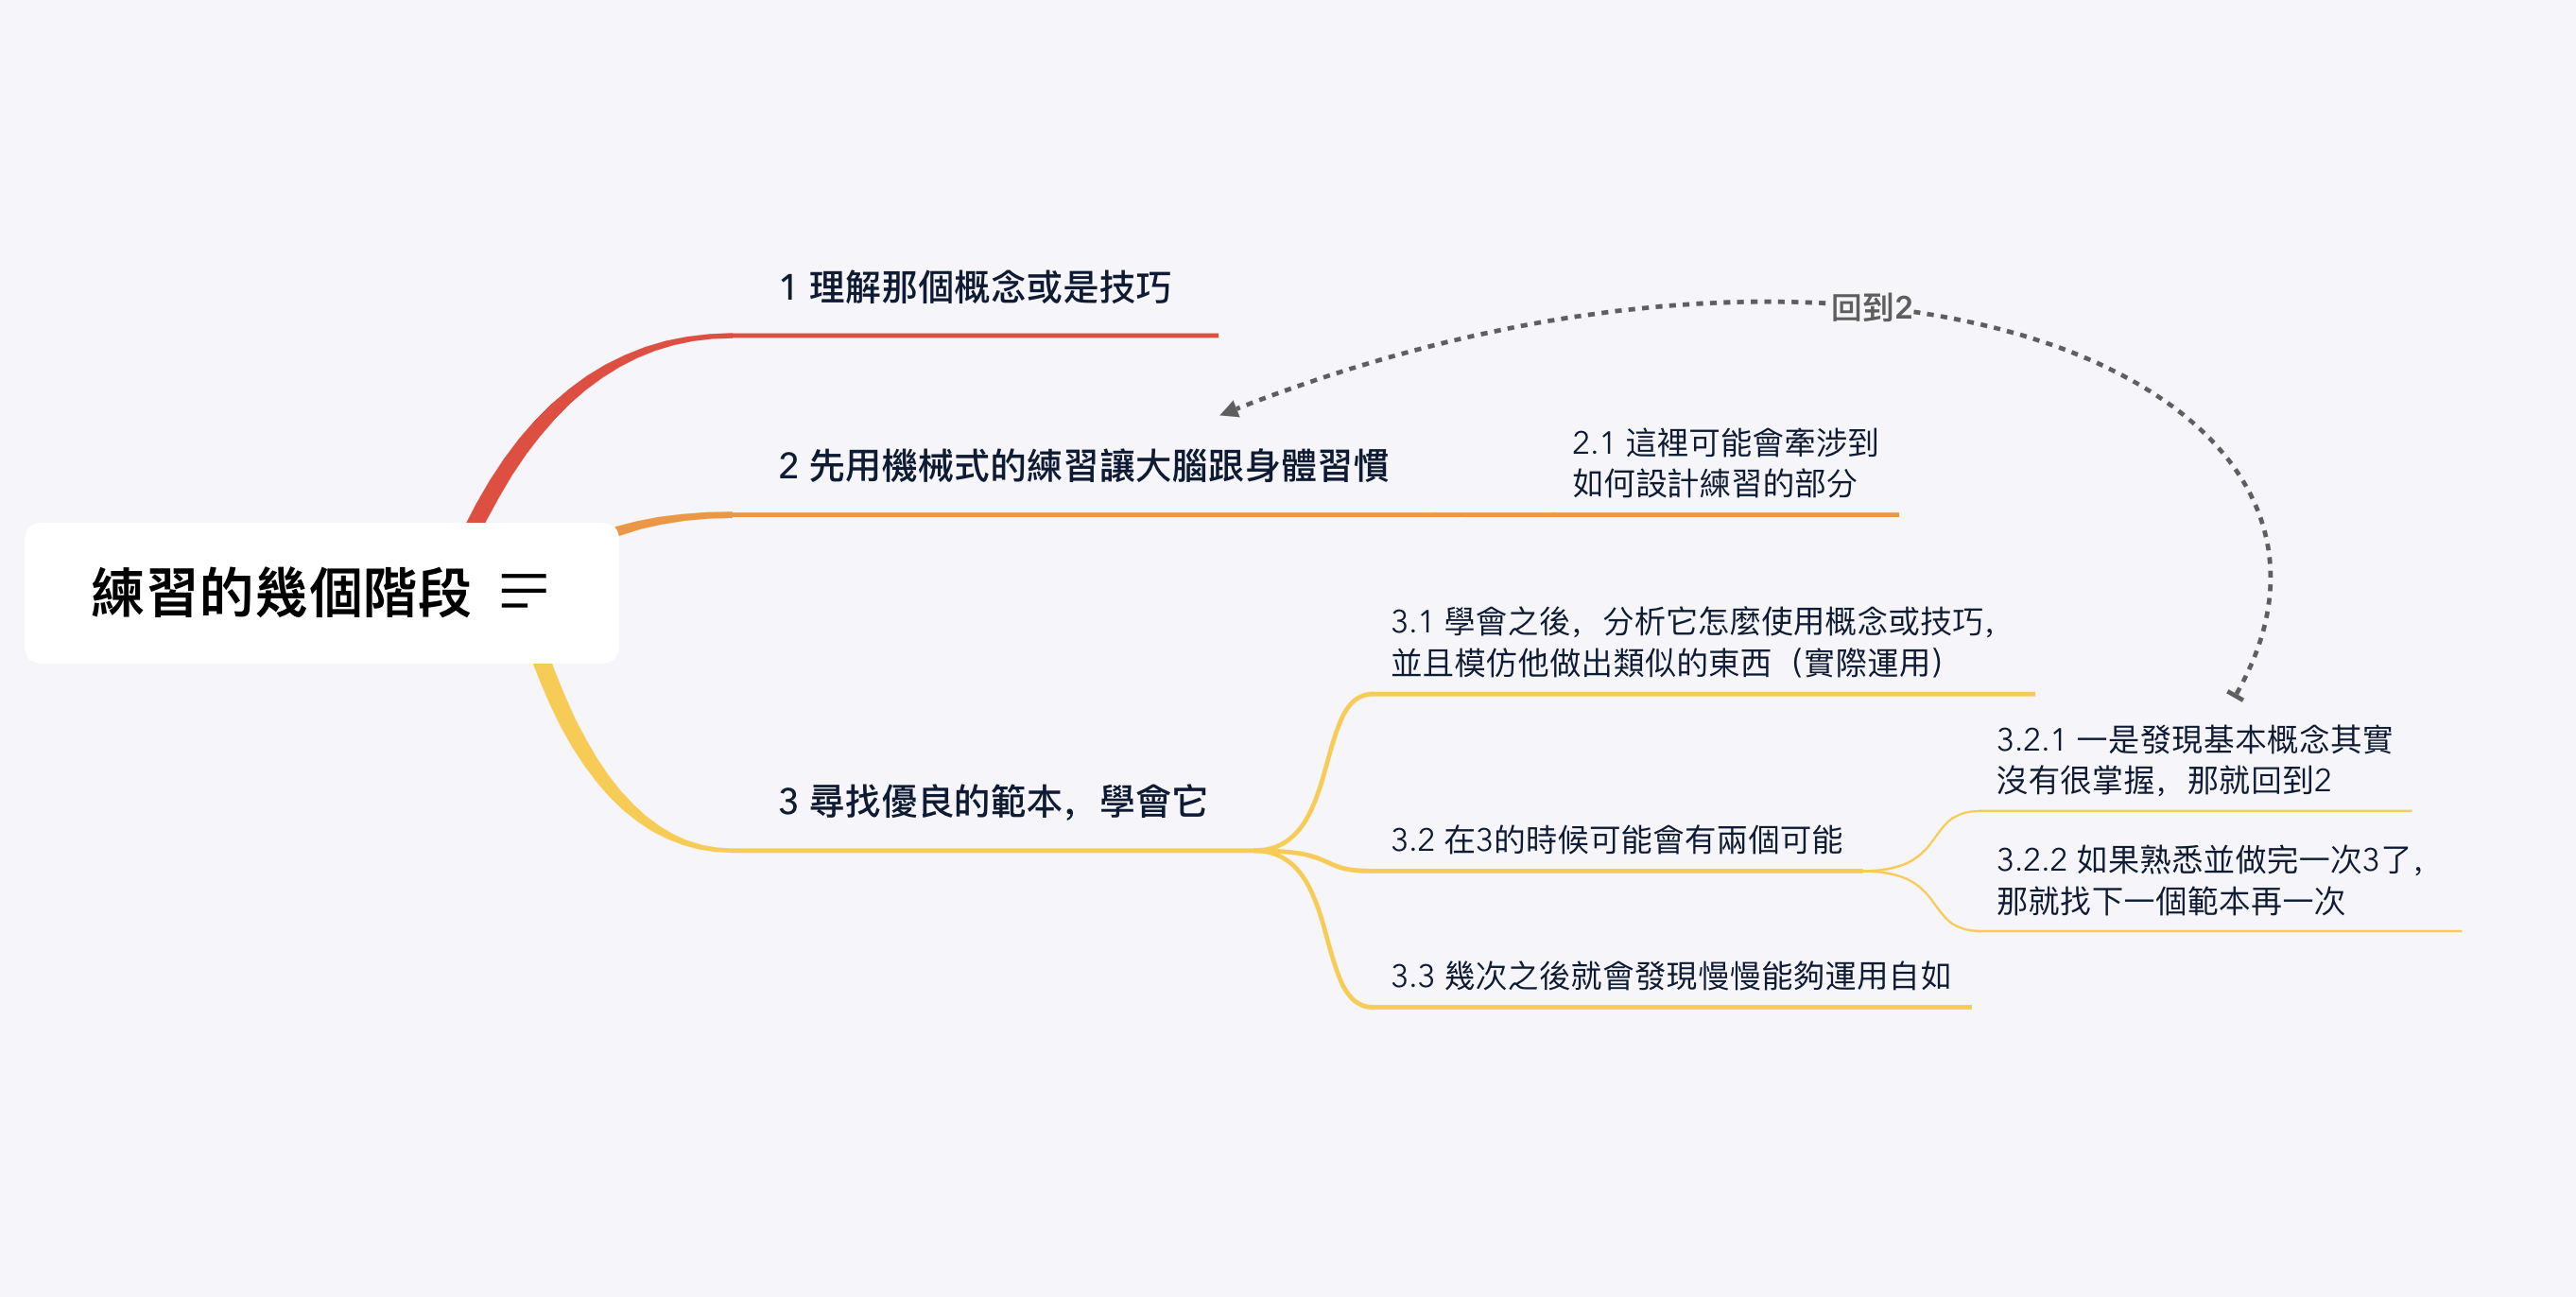 練習的幾個階段
1 理解那個概念或是技巧
回到2
2 先用機械式的練習讓大腦跟身體習慣
2.1 這裡可能會牽涉到
如何設計練習的部分
3 尋找優良的範本，學會它
3.1 學會之後，分析它怎麼使用概念或技巧，
並且模仿他做出類似的東西（實際運用）
3.2 在3的時候可能會有兩個可能
3.2.1 一是發現基本概念其實
沒有很掌握，那就回到2
3.2.2 如果熟悉並做完一次3了，
那就找下一個範本再一次
3.3 幾次之後就會發現慢慢能夠運用自如